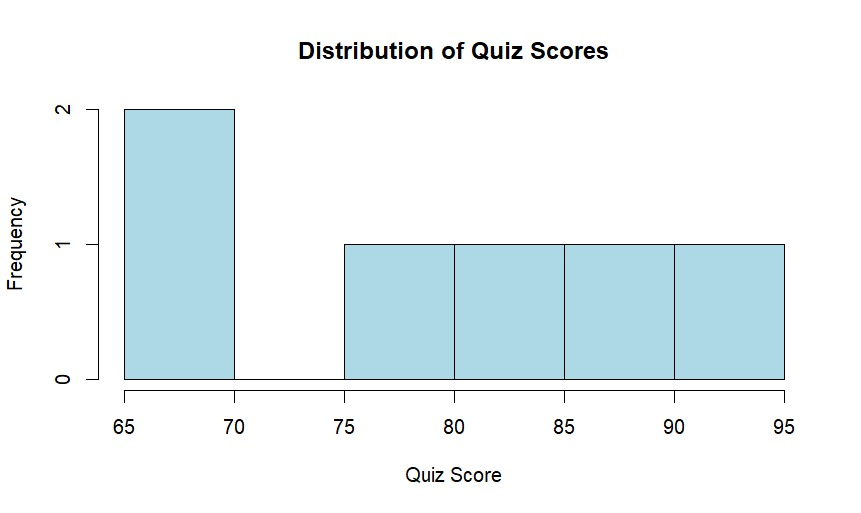 Distribution of Quiz Scores
Frequency
2
1
0
65 70 75 80 85 90 95
Quiz Score